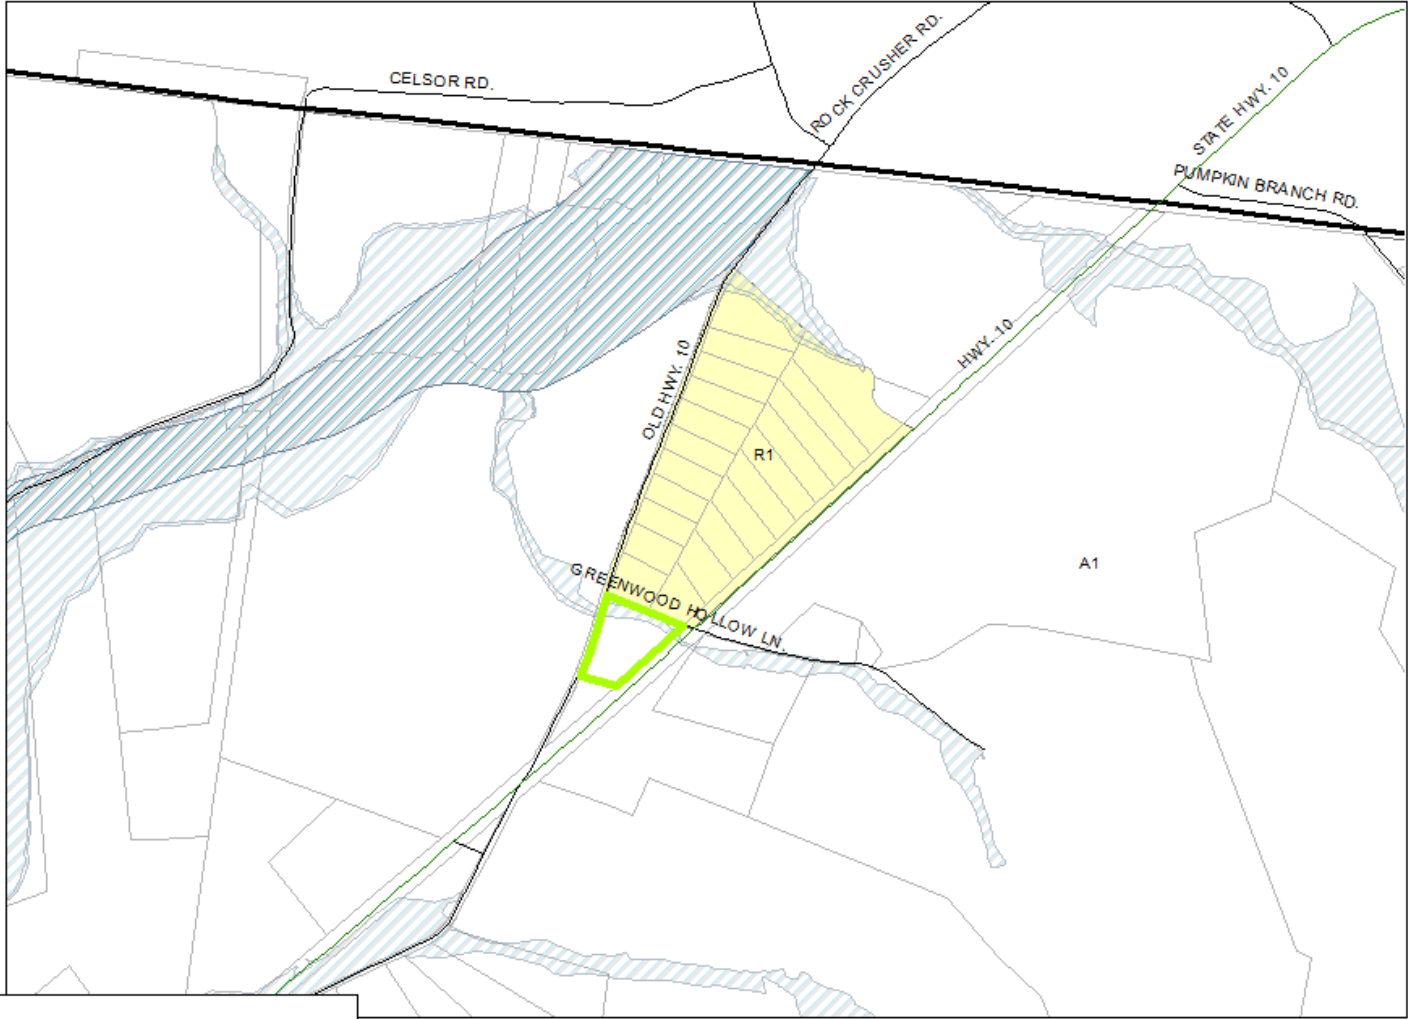 CELSOR RD.
ROCK CRUSHER RD.
STATE HWY. 10
PUMPKIN BRANCH RD.
HWY. 10
OLD HWY. 10
R1
A1
GREENWOOD HOLLOW LN.